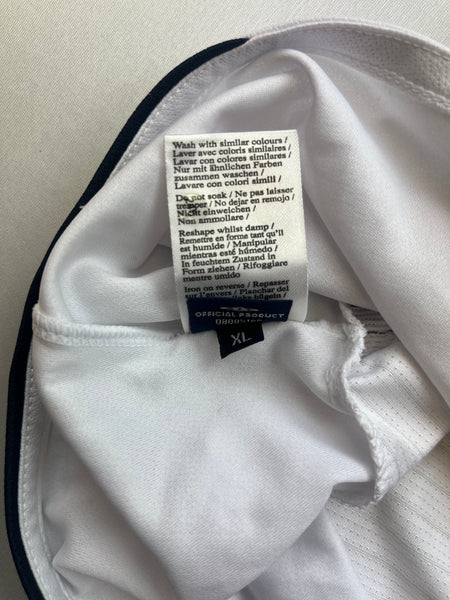 Wash with similar colours /
Laver avec coloris similaires /
Lavar con colores similares /
Nur mit ähnlichen Farben
zusammen waschen /
Lavare con colori simili /
Do not soak / Ne pas laisser
tremper / No dejar en remojo /
Nicht einweichen /
Non ammollare /
Reshape whilst damp /
Remettre en forme tant qu'il
est humide / Manipular
mientras esté húmedo /
In feuchtem Zustand in
Form ziehen / Rifoggiare
mentre umido
Iron on reverse / Repasser
sur l'envers / Planchar del
bügeln /
OFFICIAL PRODUCT
XL